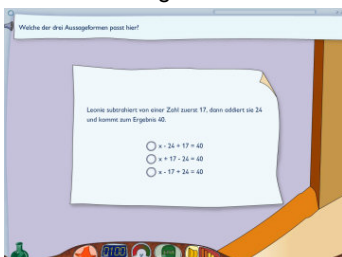 Welche der drei Aussageformen passt hier?
Leonie subtrahiert von einer Zahl zuerst 17, dann addiert sie 24
und kommt zum Ergebnis 40.
x - 24 + 17 = 40
x + 17 - 24 = 40
x - 17 + 24 = 40
0100